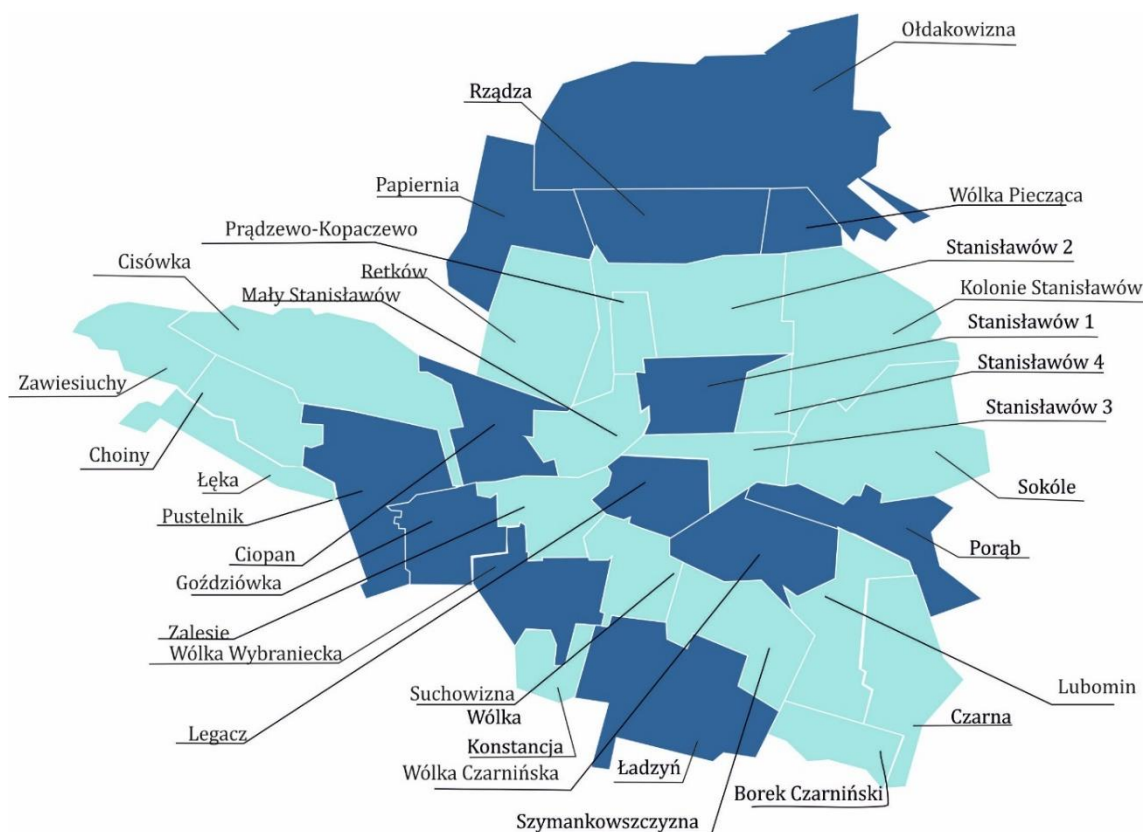 Ołdakowizna
Rządza
Papiernia
Wólka Piecząca
Prądzewo-Kopaczewo
Stanisławów 2
Cisówka
Retków
Kolonie Stanisławów
Mały Stanisławów
Stanisławów 1
Zawiesiuchy
Stanisławów 4
Stanisławów 3
Choiny
Łęka
Sokóle
Pustelnik
Ciopan
Porąb
Goździówka
Zalesie
Wólka Wybraniecka
Suchowizna
Lubomin
Wólka
Czarna
Legacz
Konstancja
Wólka Czarnińska
Ładzyń
Borek Czarniński
Szymankowszczyzna